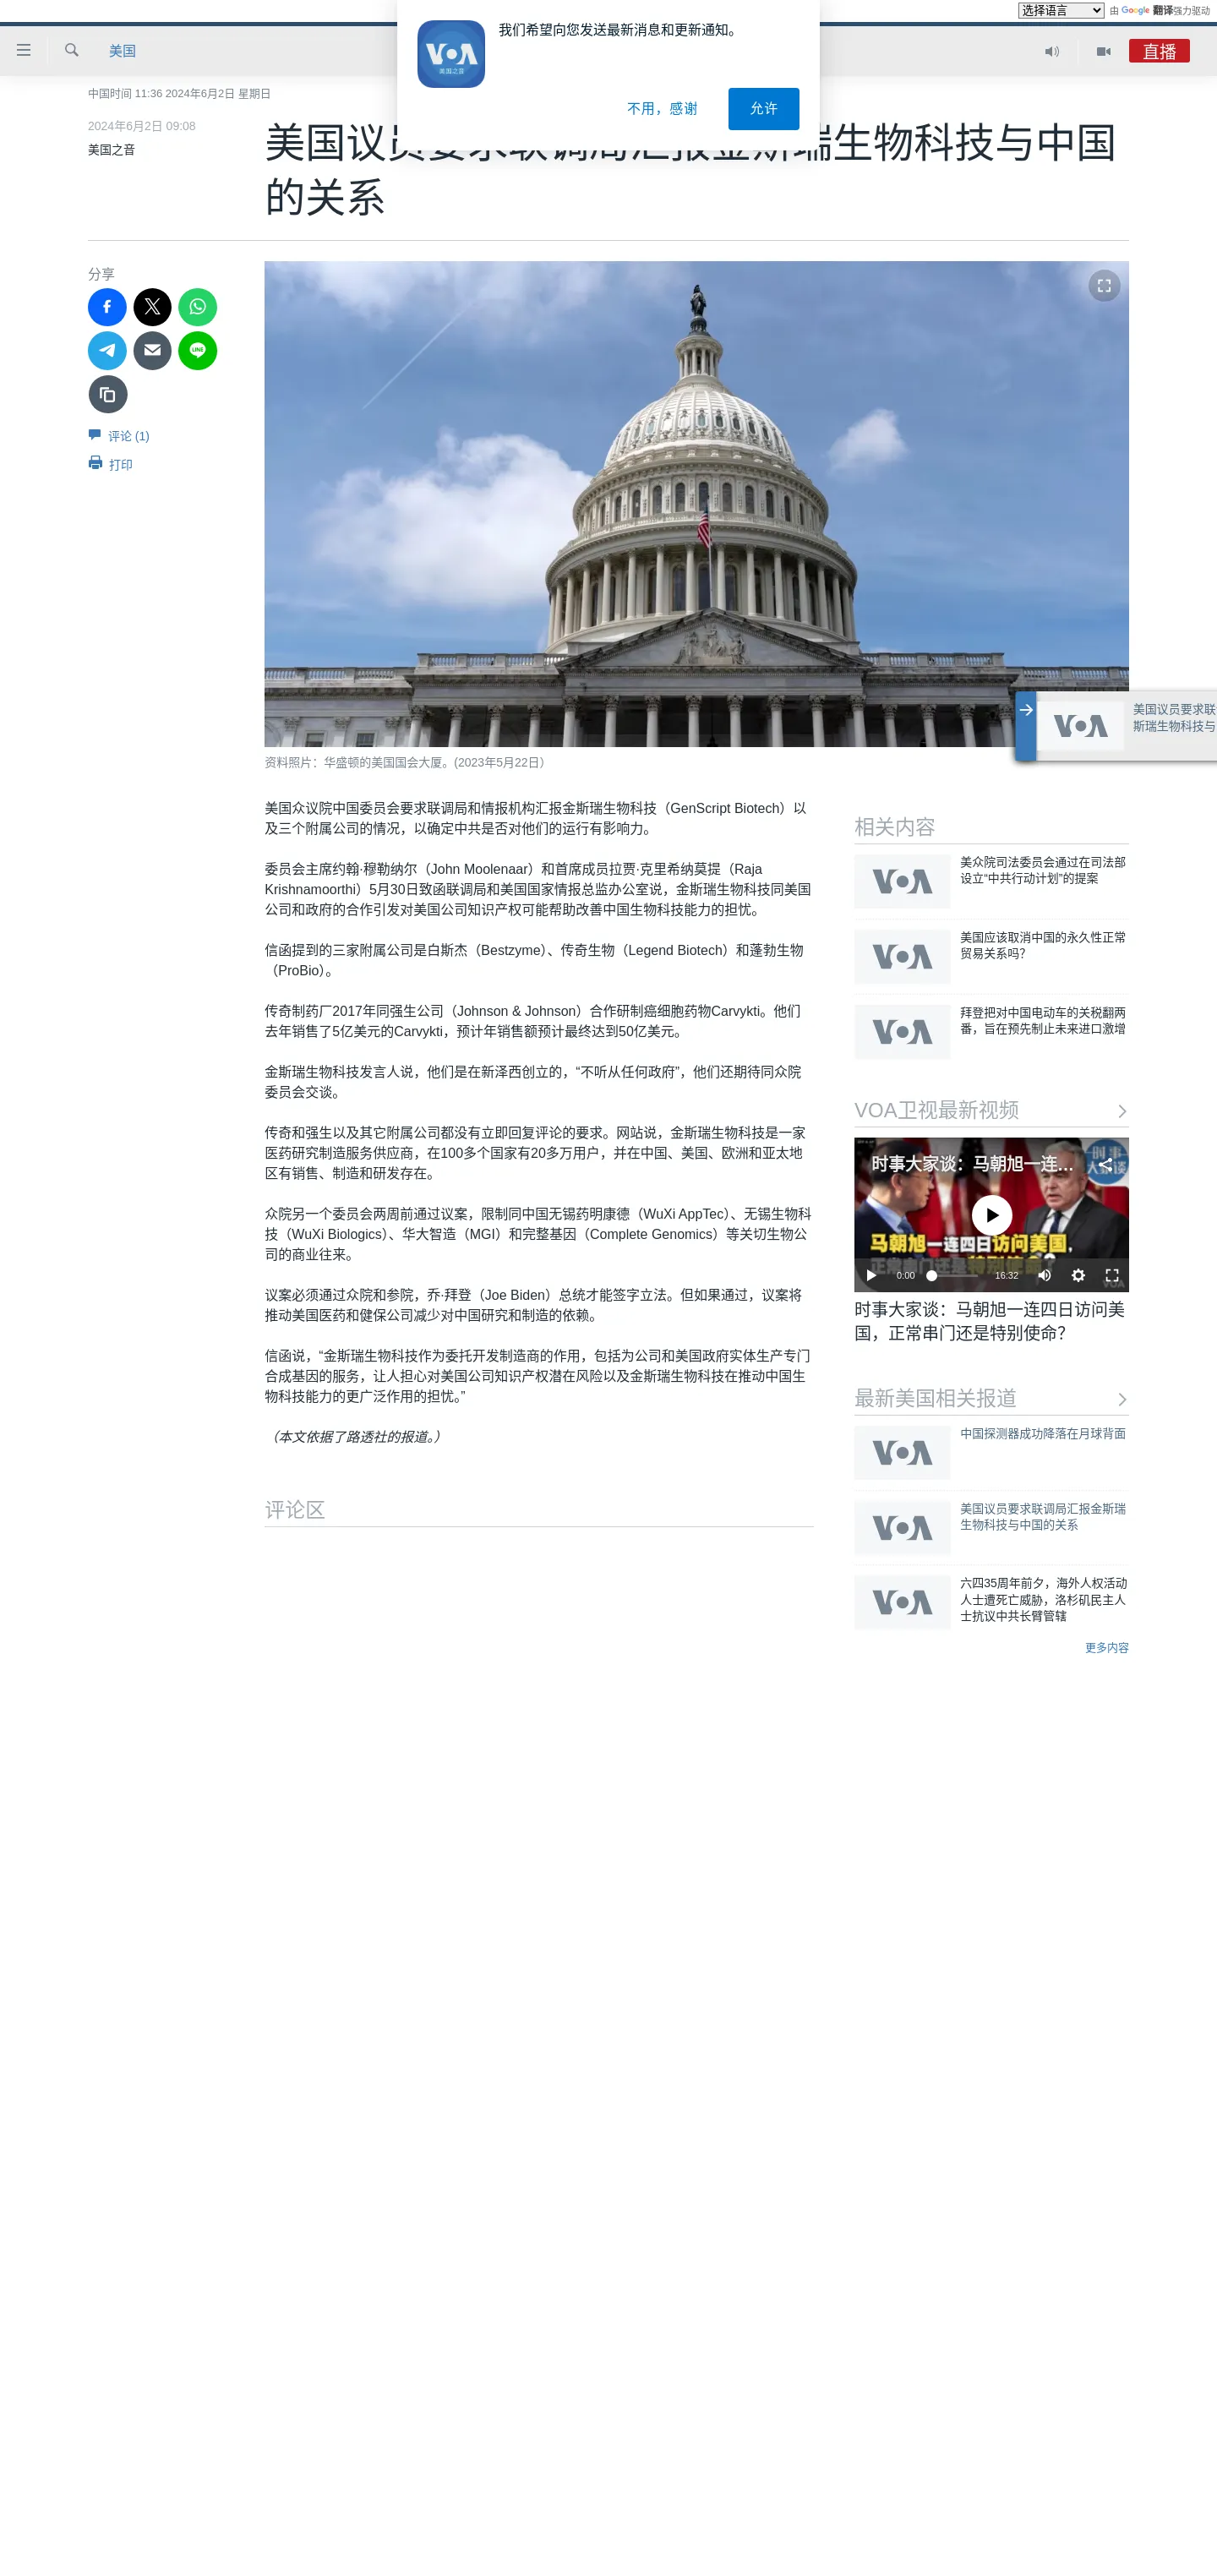 选择语言 由 Google 翻译强力驱动
我们希望向您发送最新消息和更新通知。
VOA
美国之音
不用，感谢
允许
美国
直播
中国时间 11:36 2024年6月2日 星期日
2024年6月2日 09:08
美国之音
美国议员要求联调局汇报金斯瑞生物科技与中国
的关系
分享
LINE
评论 (1)
打印
资料照片：华盛顿的美国国会大厦。(2023年5月22日）
VOA
美国议员要求联
斯瑞生物科技与
美国众议院中国委员会要求联调局和情报机构汇报金斯瑞生物科技（GenScript Biotech）以
及三个附属公司的情况，以确定中共是否对他们的运行有影响力。
委员会主席约翰·穆勒纳尔（John Moolenaar）和首席成员拉贾·克里希纳莫提（Raja
Krishnamoorthi）5月30日致函联调局和美国国家情报总监办公室说，金斯瑞生物科技同美国
公司和政府的合作引发对美国公司知识产权可能帮助改善中国生物科技能力的担忧。
信函提到的三家附属公司是白斯杰（Bestzyme）、传奇生物（Legend Biotech）和蓬勃生物
（ProBio）。
传奇制药厂2017年同强生公司（Johnson & Johnson）合作研制癌细胞药物Carvykti。他们
去年销售了5亿美元的Carvykti，预计年销售额预计最终达到50亿美元。
金斯瑞生物科技发言人说，他们是在新泽西创立的，“不听从任何政府”，他们还期待同众院
委员会交谈。
传奇和强生以及其它附属公司都没有立即回复评论的要求。网站说，金斯瑞生物科技是一家
医药研究制造服务供应商，在100多个国家有20多万用户，并在中国、美国、欧洲和亚太地
区有销售、制造和研发存在。
众院另一个委员会两周前通过议案，限制同中国无锡药明康德（WuXi AppTec）、无锡生物科
技（WuXi Biologics）、华大智造（MGI）和完整基因（Complete Genomics）等关切生物公
司的商业往来。
议案必须通过众院和参院，乔·拜登（Joe Biden）总统才能签字立法。但如果通过，议案将
推动美国医药和健保公司减少对中国研究和制造的依赖。
信函说，“金斯瑞生物科技作为委托开发制造商的作用，包括为公司和美国政府实体生产专门
合成基因的服务，让人担心对美国公司知识产权潜在风险以及金斯瑞生物科技在推动中国生
物科技能力的更广泛作用的担忧。”
（本文依据了路透社的报道。）
评论区
相关内容
VOA
美众院司法委员会通过在司法部
设立“中共行动计划”的提案
VOA
美国应该取消中国的永久性正常
贸易关系吗？
VOA
拜登把对中国电动车的关税翻两
番，旨在预先制止未来进口激增
VOA卫视最新视频
时事大家谈：马朝旭一连...
时事
大家谈
马朝旭一连四日访问美国，
0:00
16:32
VOA
时事大家谈：马朝旭一连四日访问美
国，正常串门还是特别使命？
最新美国相关报道
VOA
中国探测器成功降落在月球背面
VOA
美国议员要求联调局汇报金斯瑞
生物科技与中国的关系
VOA
六四35周年前夕，海外人权活动
人士遭死亡威胁，洛杉矶民主人
士抗议中共长臂管辖
更多内容